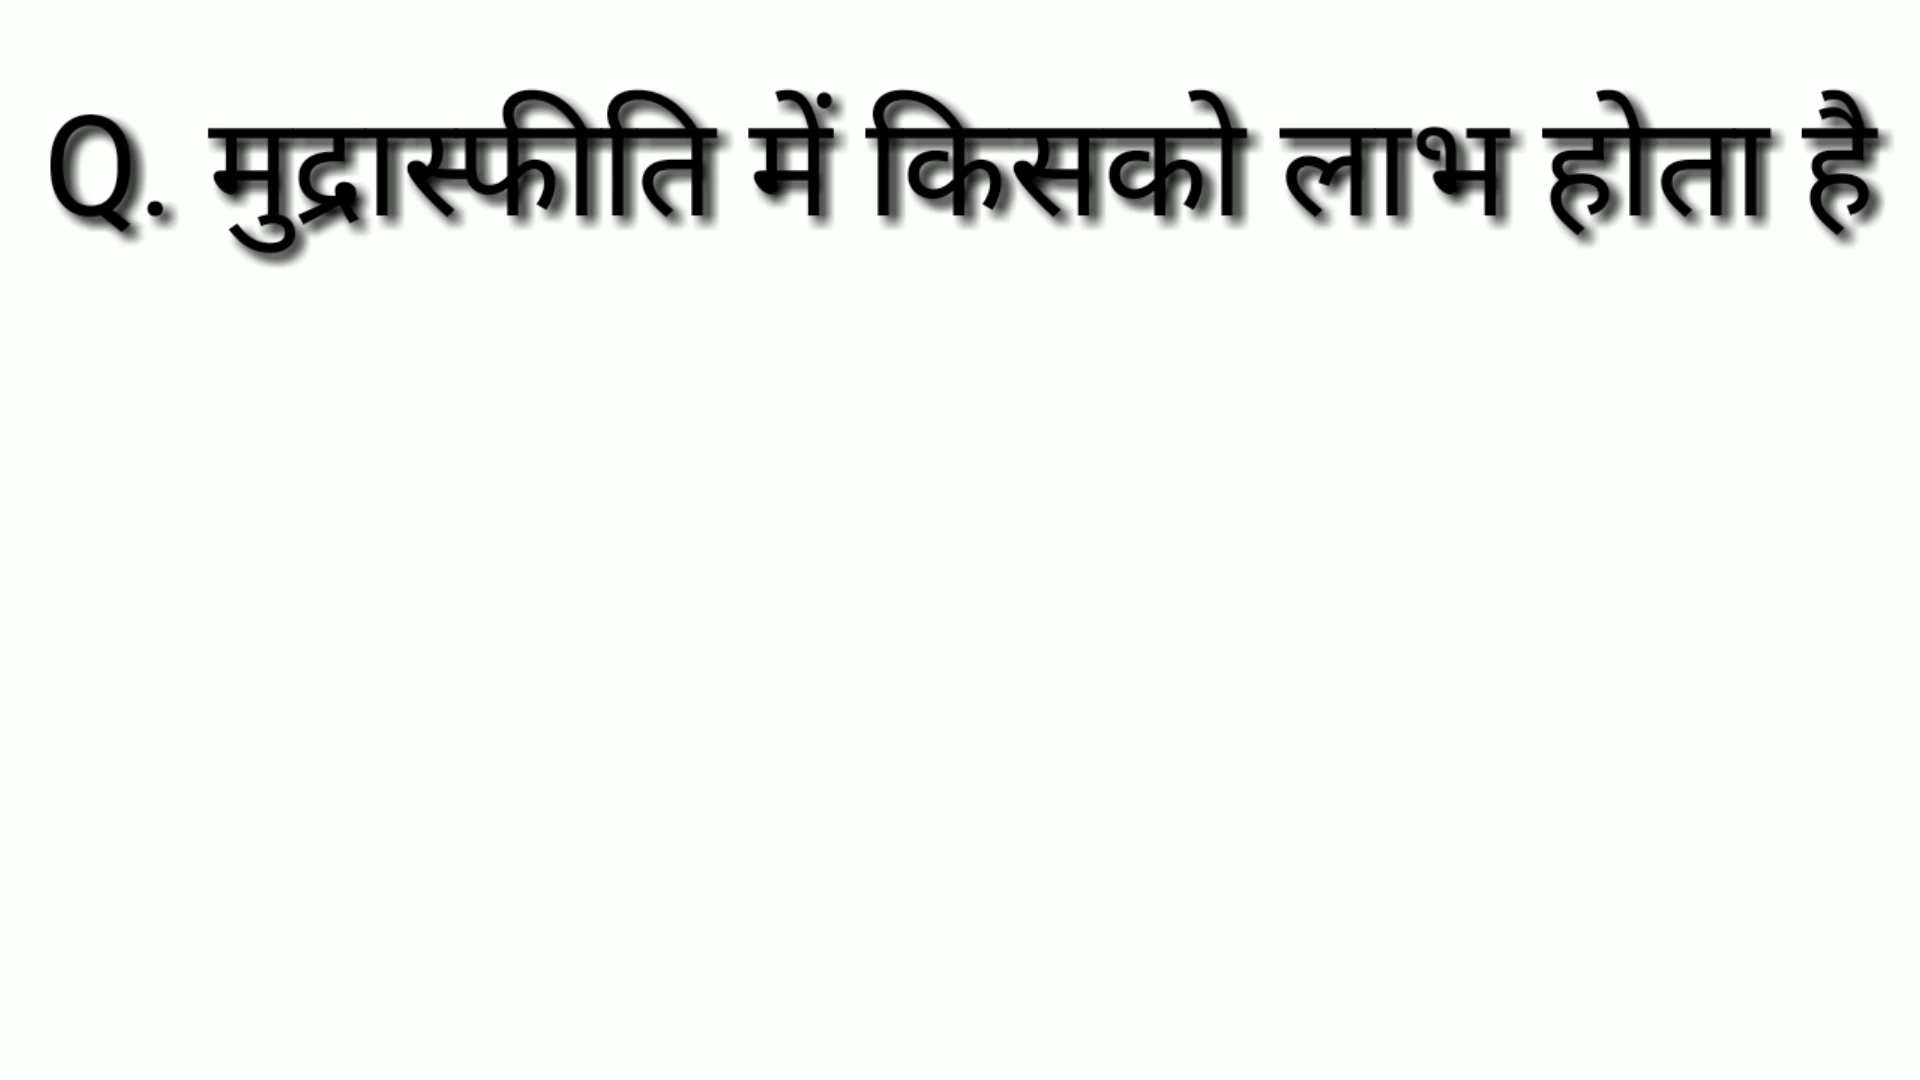 Q. मुद्रास्फीति में किसको लाभ होता है